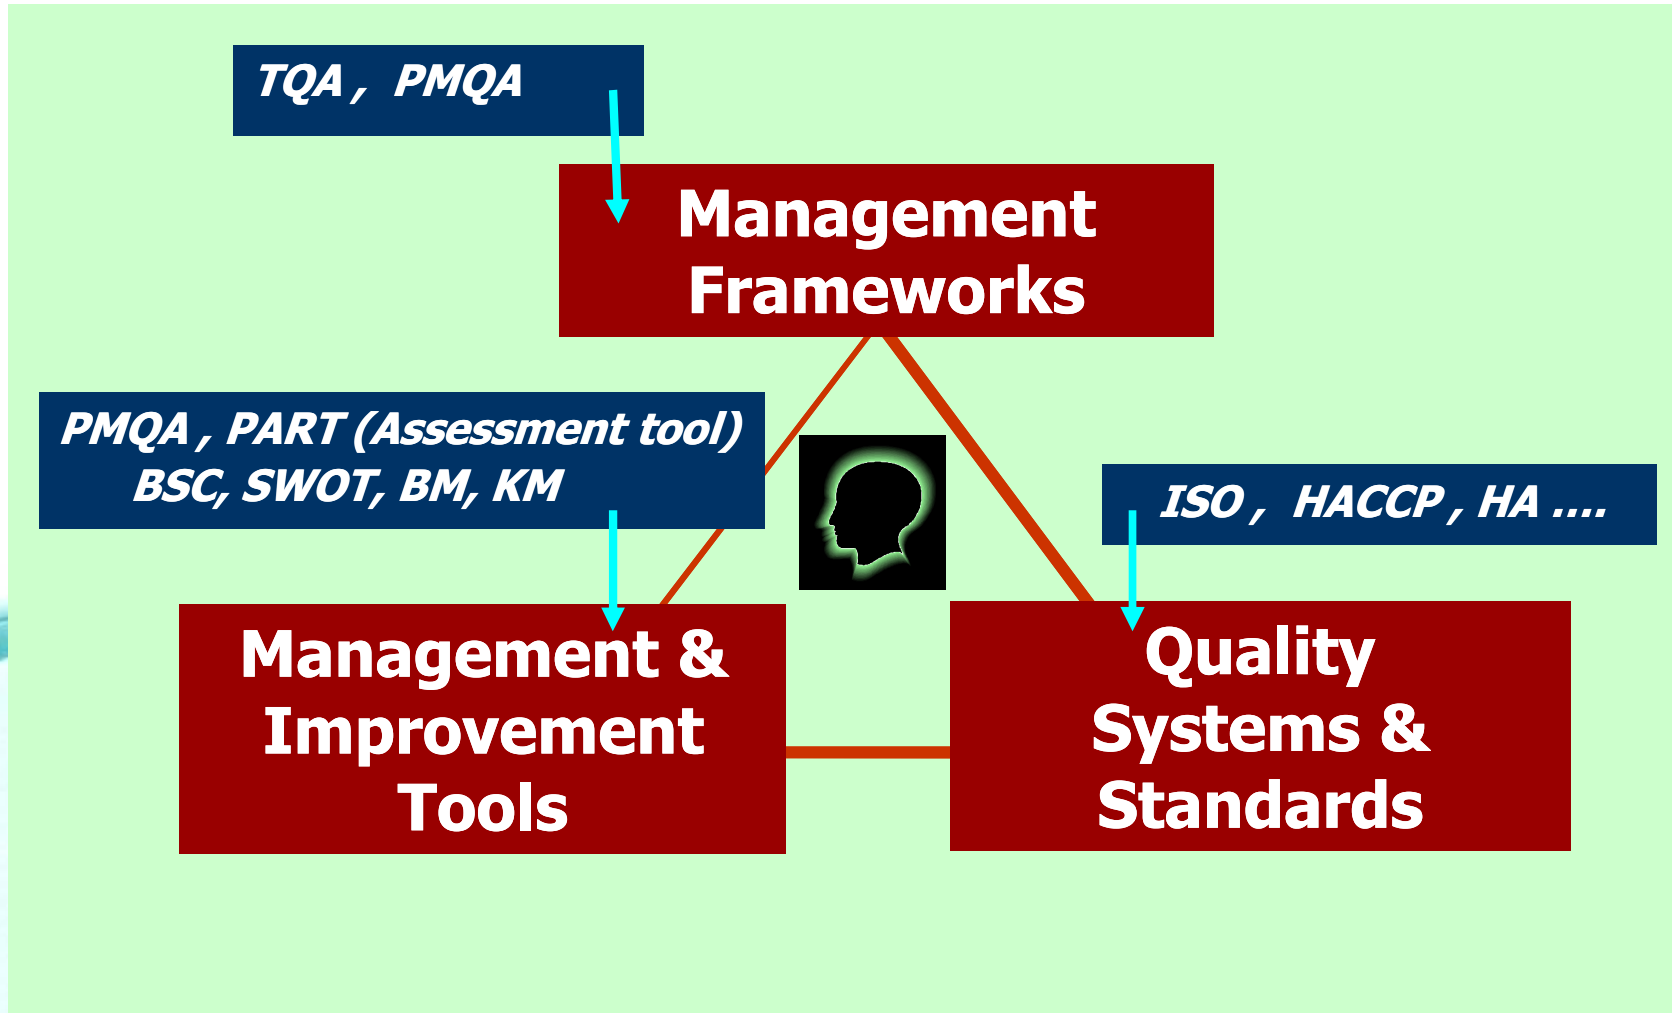 TQA , PMQA
Management
Frameworks
PMQA , PART (Assessment tool)
BSC, SWOT, BM, KM
ISO , HACCP , HA ....
Management &
Improvement
Tools
Quality
Systems &
Standards